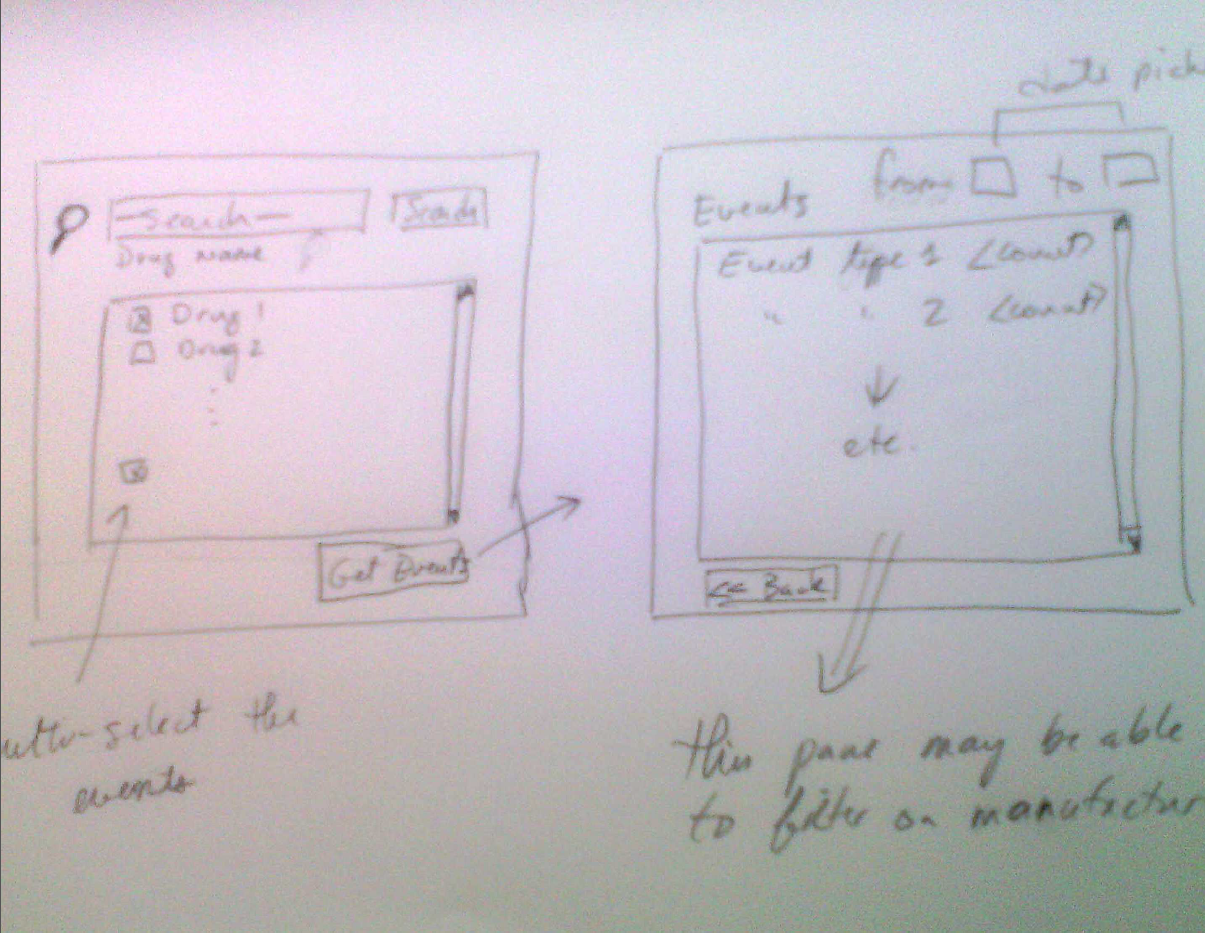 -Search-
Search
Drug name
Drug 1
Drug 2
Get Events
multi-select the
events
date pick
Events from to
Event type 1 <count>
" " 2 <count>
etc.
<< Back
this pane may be able
to filter on manufactur